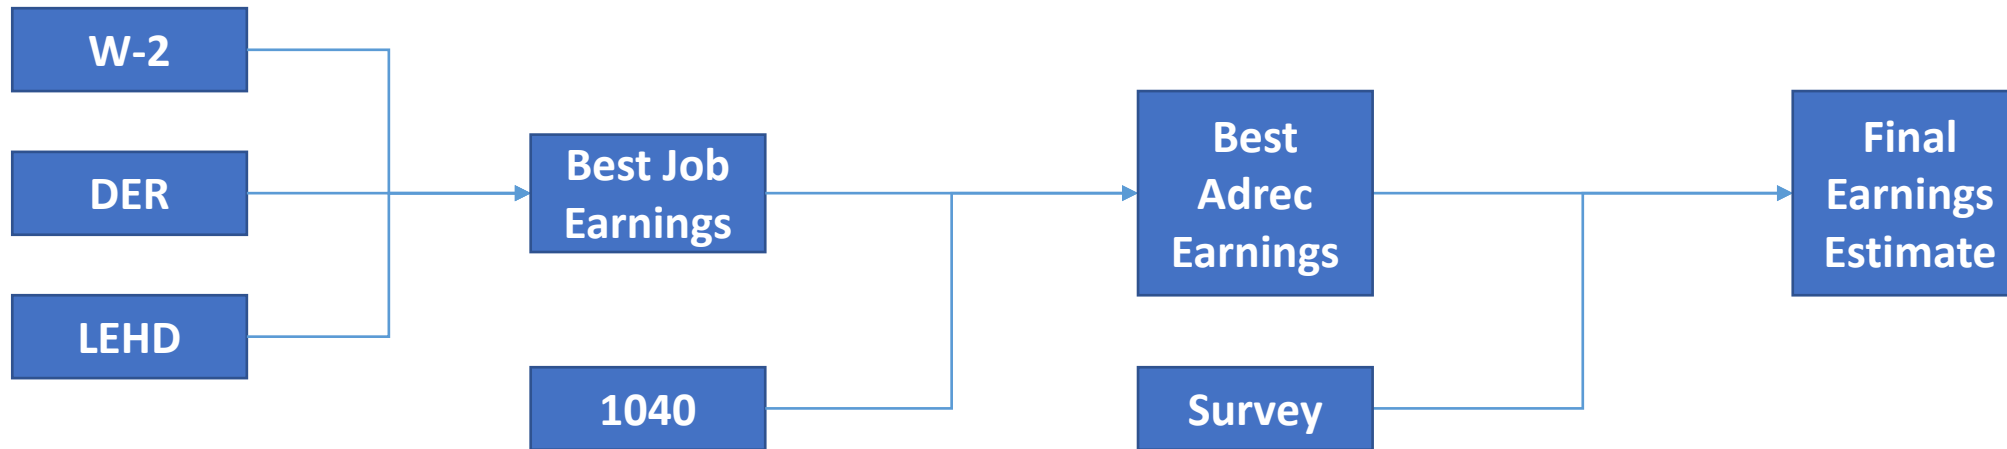 W-2
DER
LEHD
Best Job
Earnings
1040
Best
Adrec
Earnings
Survey
Final
Earnings
Estimate